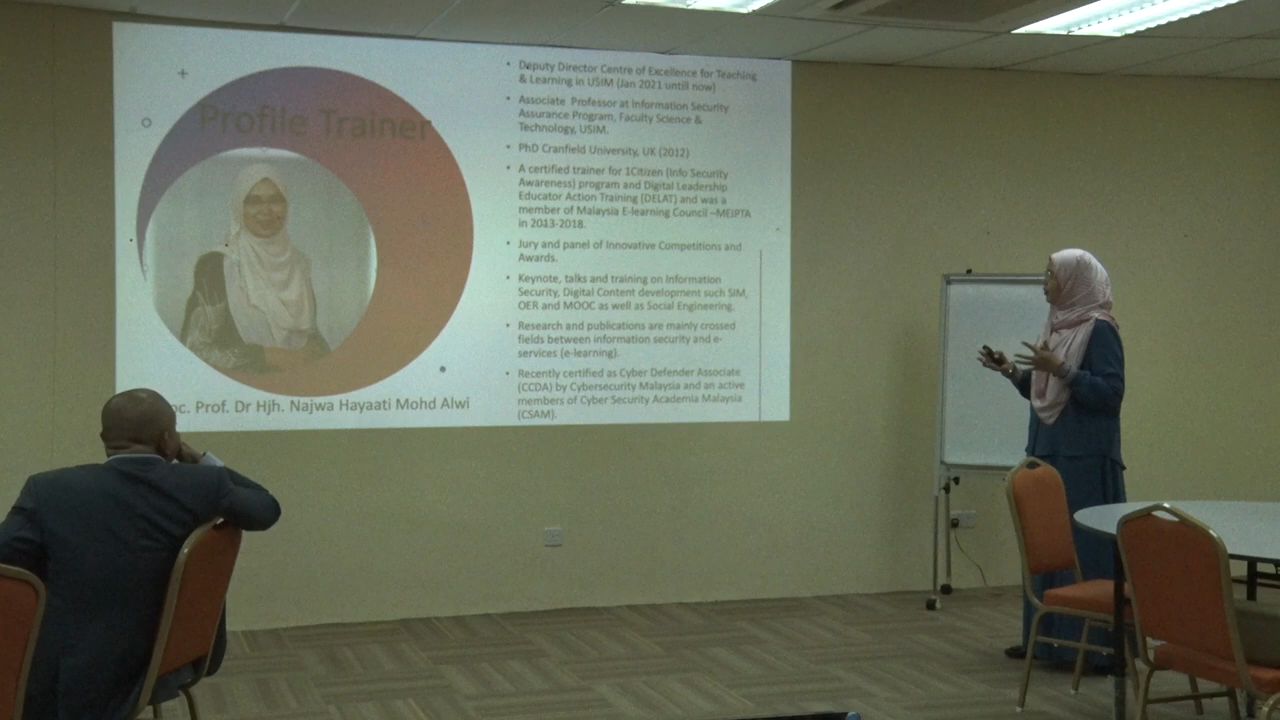 Profile Trainer
oc. Prof. Dr Hjh. Najwa Hayaati Mohd Alwi
• Deputy Director Centre of Excellence for Teaching
& Learning in USIM (Jan 2021 untill now)
• Associate Professor at Information Security
Assurance Program, Faculty Science &
Technology, USIM.
• PhD Cranfield University, UK (2012)
• A certified trainer for 1Citizen (Info Security
Awareness) program and Digital Leadership
Educator Action Training (DELAT) and was a
member of Malaysia E-learning Council –MEIPTA
in 2013-2018.
• Jury and panel of Innovative Competitions and
Awards.
• Keynote, talks and training on Information
Security, Digital Content development such SIM,
OER and MOOC as well as Social Engineering.
• Research and publications are mainly crossed
fields between information security and e-
services (e-learning).
• Recently certified as Cyber Defender Associate
(CCDA) by Cybersecurity Malaysia and an active
members of Cyber Security Academia Malaysia
(CSAM).